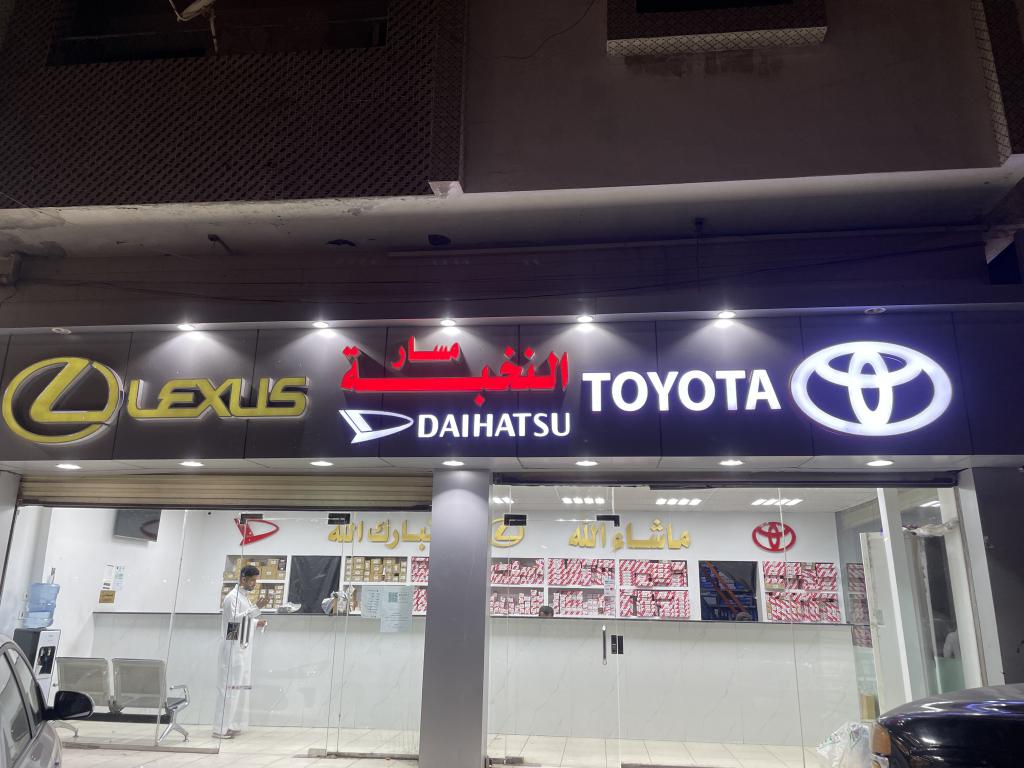 LEXUS
مسار
النخبة
DAIHATSU
TOYOTA
تبارك الله
ماشاء الله